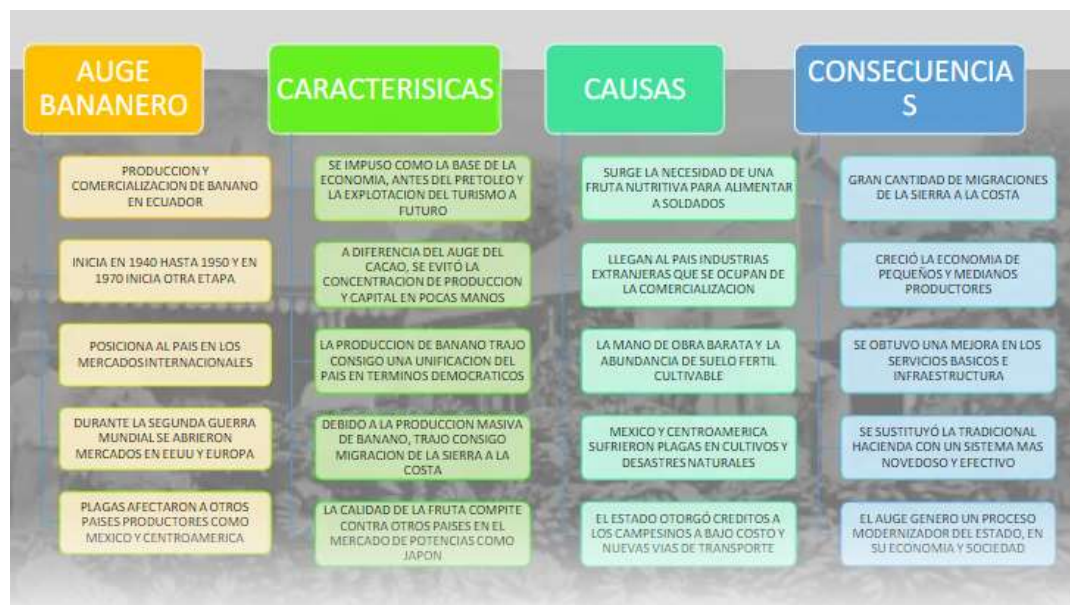 AUGE
BANANERO
PRODUCCION Y
COMERCIALIZACION DE BANANO
EN ECUADOR
INICIA EN 1940 HASTA 1950 Y EN
1970 INICIA OTRA ETAPA
POSICIONA AL PAIS EN LOS
MERCADOS INTERNACIONALES
DURANTE LA SEGUNDA GUERRA
MUNDIAL SE ABRIERON
MERCADOS EN EEUU Y EUROPA
PLAGAS AFECTARON A OTROS
PAISES PRODUCTORES COMO
MEXICO Y CENTROAMERICA
CARACTERISICAS
SE IMPUSO COMO LA BASE DE LA
ECONOMIA, ANTES DEL PRETOLEO Y
LA EXPLOTACION DEL TURISMO A
FUTURO
A DIFERENCIA DEL AUGE DEL
CACAO, SE EVITÓ LA
CONCENTRACION DE PRODUCCION
Y CAPITAL EN POCAS MANOS
LA PRODUCCION DE BANANO TRAJO
CONSIGO UNA UNIFICACION DEL
PAIS EN TERMINOS DEMOCRATICOS
DEBIDO A LA PRODUCCION MASIVA
DE BANANO, TRAJO CONSIGO
MIGRACION DE LA SIERRA A LA
COSTA
LA CALIDAD DE LA FRUTA COMPITE
CONTRA OTROS PAISES EN EL
MERCADO DE POTENCIAS COMO
JAPON
CAUSAS
SURGE LA NECESIDAD DE UNA
FRUTA NUTRITIVA PARA ALIMENTAR
A SOLDADOS
LLEGAN AL PAIS INDUSTRIAS
EXTRANJERAS QUE SE OCUPAN DE
LA COMERCIALIZACION
LA MANO DE OBRA BARATA Y LA
ABUNDANCIA DE SUELO FERTIL
CULTIVABLE
MEXICO Y CENTROAMERICA
SUFRIERON PLAGAS EN CULTIVOS Y
DESASTRES NATURALES
EL ESTADO OTORGÓ CREDITOS A
LOS CAMPESINOS A BAJO COSTO Y
NUEVAS VIAS DE TRANSPORTE
CONSECUENCIA
S
GRAN CANTIDAD DE MIGRACIONES
DE LA SIERRA A LA COSTA
CRECIÓ LA ECONOMIA DE
PEQUEÑOS Y MEDIANOS
PRODUCTORES
SE OBTUVO UNA MEJORA EN LOS
SERVICIOS BASICOS E
INFRAESTRUCTURA
SE SUSTITUYÓ LA TRADICIONAL
HACIENDA CON UN SISTEMA MAS
NOVEDOSO Y EFECTIVO
EL AUGE GENERO UN PROCESO
MODERNIZADOR DEL ESTADO, EN
SU ECONOMIA Y SOCIEDAD